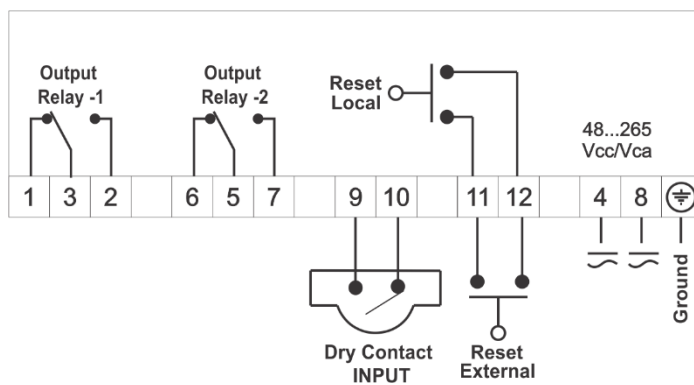 Output
Relay -1
Output
Relay -2
Reset
Local
48...265
Vcc/Vca
1 3 2 6 5 7 9 10 11 12 4 8
Dry Contact
INPUT
Reset
External
Ground